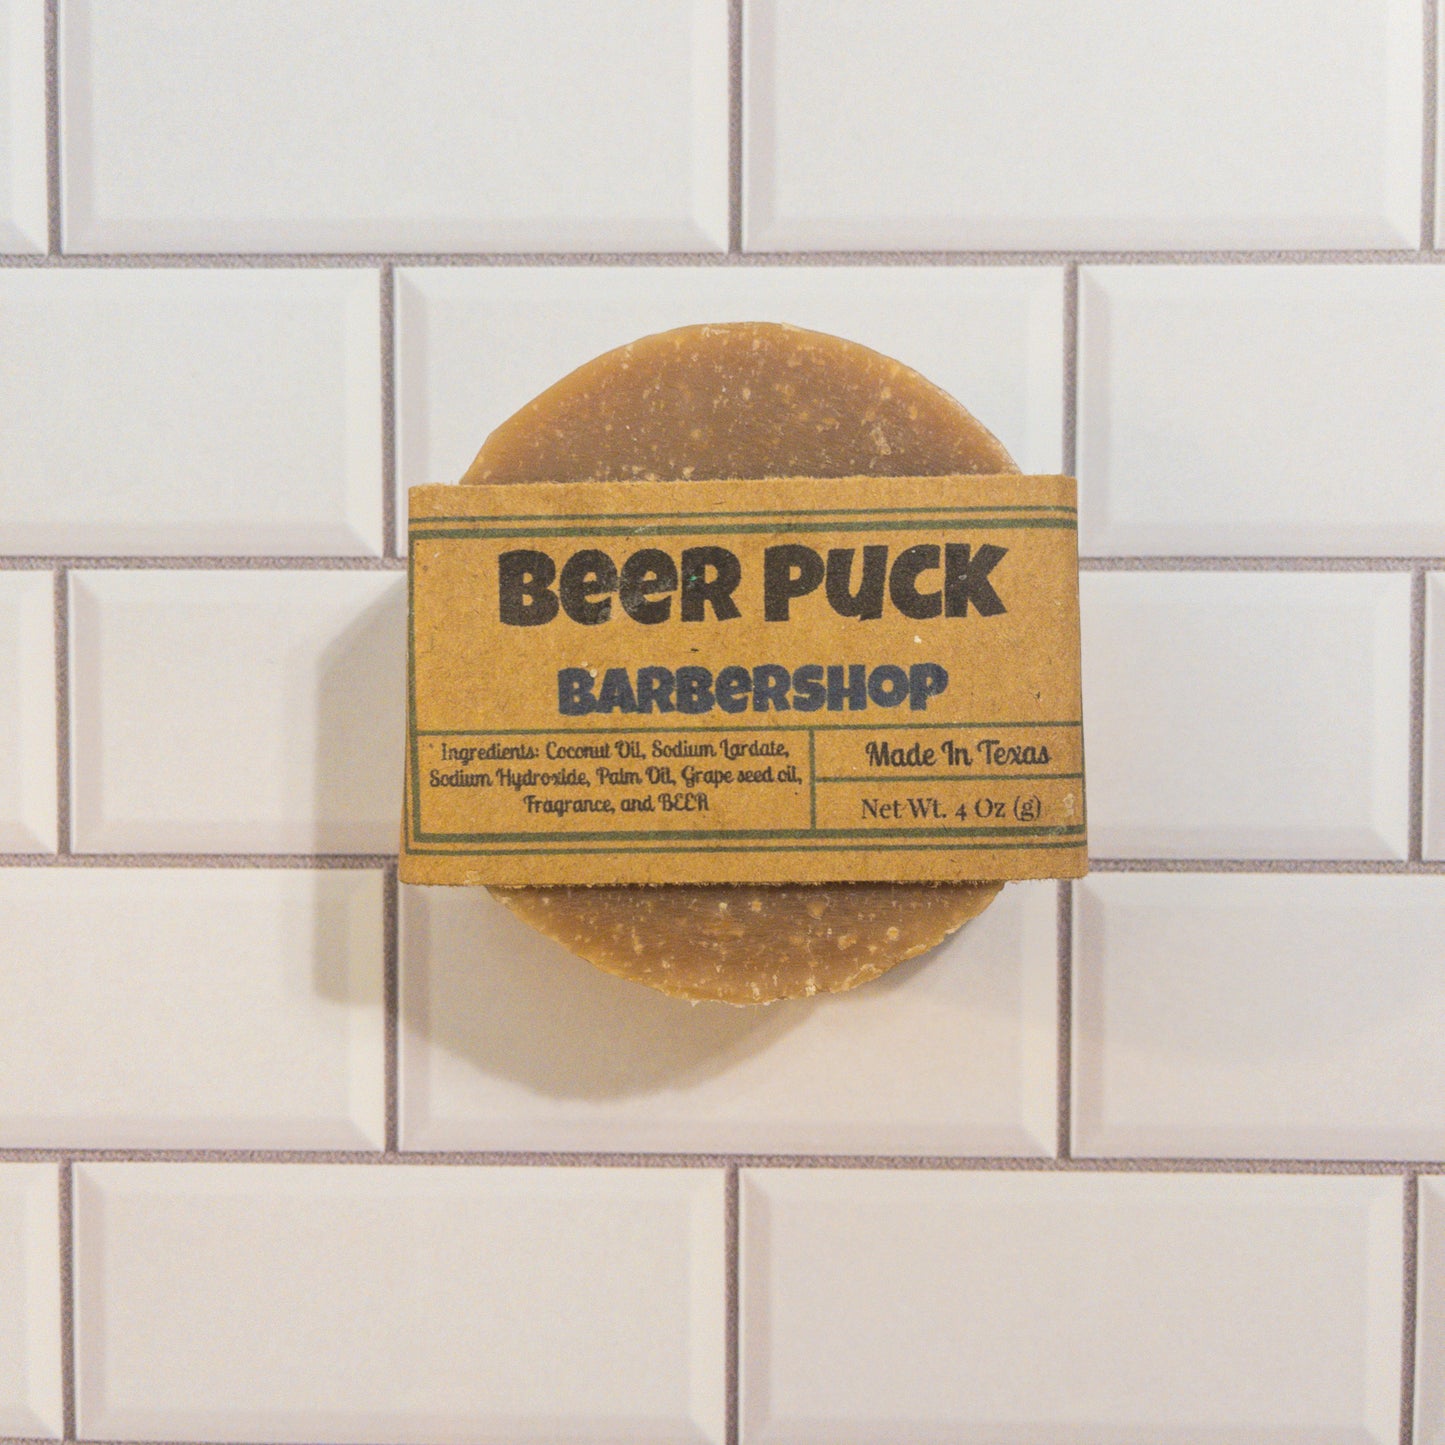 Beer Puck
Barbershop
Ingredients: Coconut Oil, Sodium Lardate,
Sodium Hydroxide, Palm Oil, Grape seed oil,
Fragrance, and BEER
Made In Texas
Net Wt. 4 Oz (g)